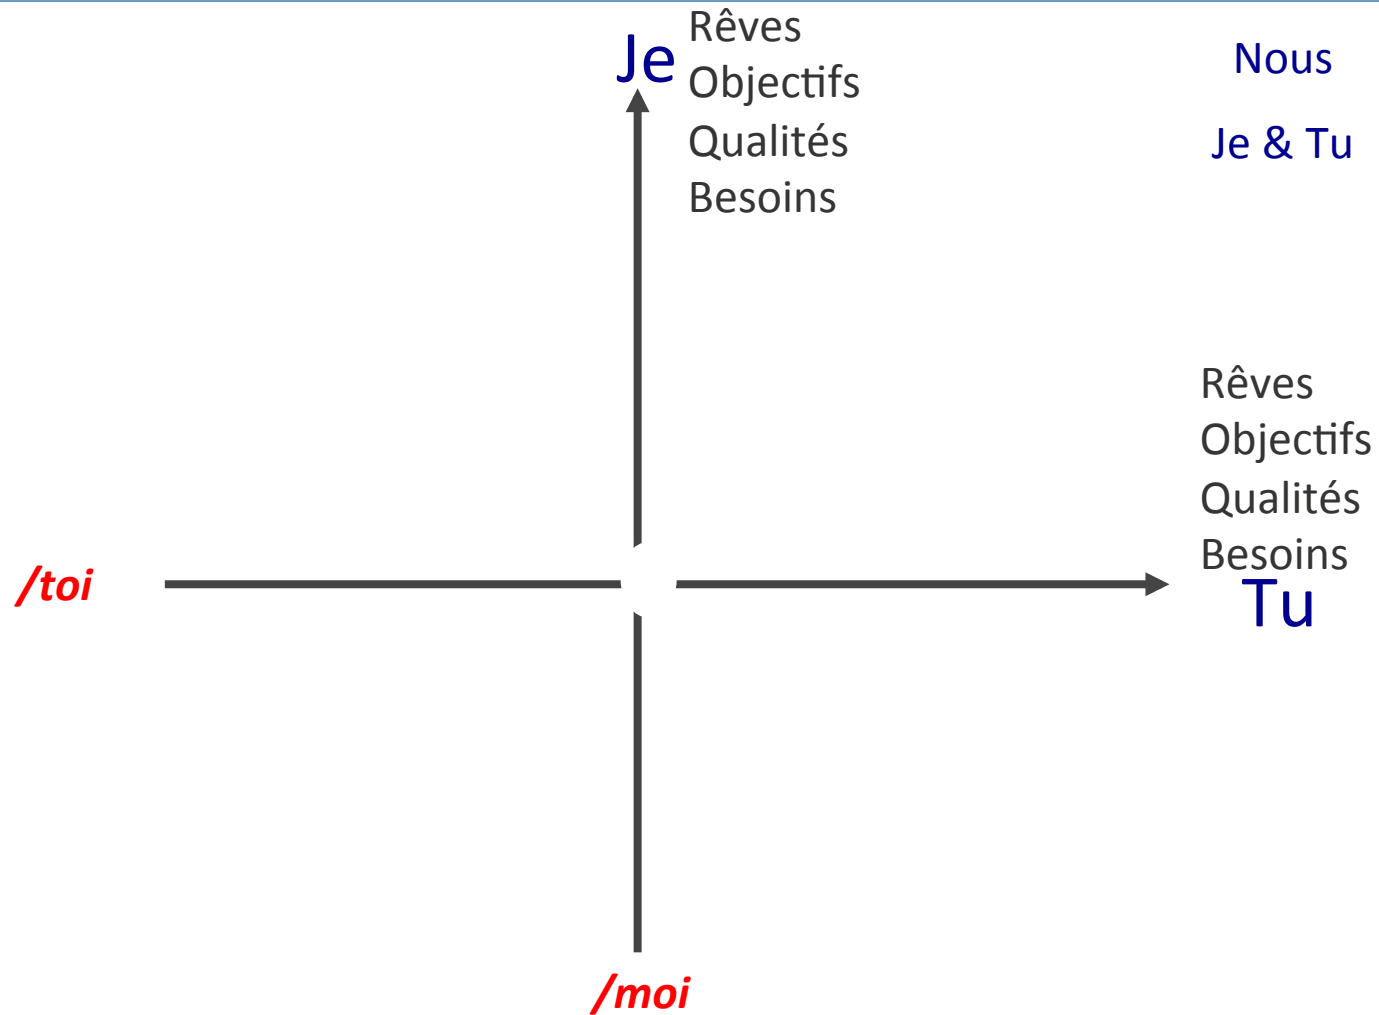 Je
Rêves
Objectifs
Qualités
Besoins
Nous
Je & Tu
Rêves
Objectifs
Qualités
Besoins
Tu
/toi
/moi